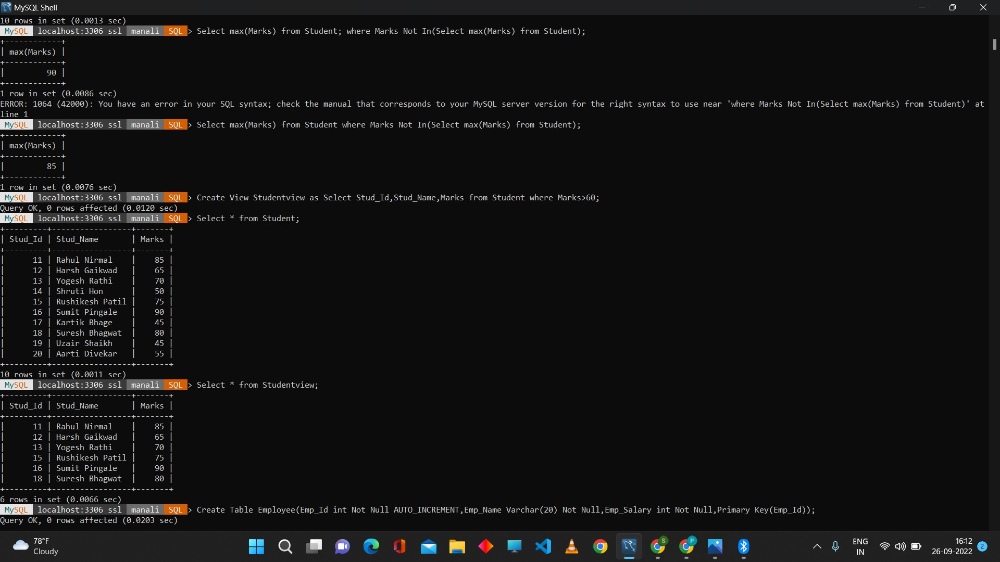 MySQL Shell
10 rows in set (0.0013 sec)
MySQL localhost:3306 ssl manali SQL > Select max(Marks) from Student; where Marks Not In(Select max(Marks) from Student);
+------------+
| max(Marks) |
+------------+
|         90 |
+------------+
1 row in set (0.0086 sec)
ERROR: 1064 (42000): You have an error in your SQL syntax; check the manual that corresponds to your MySQL server version for the right syntax to use near 'where Marks Not In(Select max(Marks) from Student)' at
line 1
MySQL localhost:3306 ssl manali SQL > Select max(Marks) from Student where Marks Not In(Select max(Marks) from Student);
+------------+
| max(Marks) |
+------------+
|         85 |
+------------+
1 row in set (0.0076 sec)
MySQL localhost:3306 ssl manali SQL > Create View Studentview as Select Stud_Id,Stud_Name,Marks from Student where Marks>60;
Query OK, 0 rows affected (0.0120 sec)
MySQL localhost:3306 ssl manali SQL > Select * from Student;
+---------+-----------------+-------+
| Stud_Id | Stud_Name       | Marks |
+---------+-----------------+-------+
|      11 | Rahul Nirmal    |    85 |
|      12 | Harsh Gaikwad   |    65 |
|      13 | Yogesh Rathi    |    70 |
|      14 | Shruti Hon      |    50 |
|      15 | Rushikesh Patil |    75 |
|      16 | Sumit Pingale   |    90 |
|      17 | Kartik Bhage    |    45 |
|      18 | Suresh Bhagwat  |    80 |
|      19 | Uzair Shaikh    |    45 |
|      20 | Aarti Divekar   |    55 |
+---------+-----------------+-------+
10 rows in set (0.0011 sec)
MySQL localhost:3306 ssl manali SQL > Select * from Studentview;
+---------+-----------------+-------+
| Stud_Id | Stud_Name       | Marks |
+---------+-----------------+-------+
|      11 | Rahul Nirmal    |    85 |
|      12 | Harsh Gaikwad   |    65 |
|      13 | Yogesh Rathi    |    70 |
|      15 | Rushikesh Patil |    75 |
|      16 | Sumit Pingale   |    90 |
|      18 | Suresh Bhagwat  |    80 |
+---------+-----------------+-------+
6 rows in set (0.0066 sec)
MySQL localhost:3306 ssl manali SQL > Create Table Employee(Emp_Id int Not Null AUTO_INCREMENT,Emp_Name Varchar(20) Not Null,Emp_Salary int Not Null,Primary Key(Emp_Id));
Query OK, 0 rows affected (0.0203 sec)
78°F
Cloudy
S
P
ENG
IN
16:12
26-09-2022
2